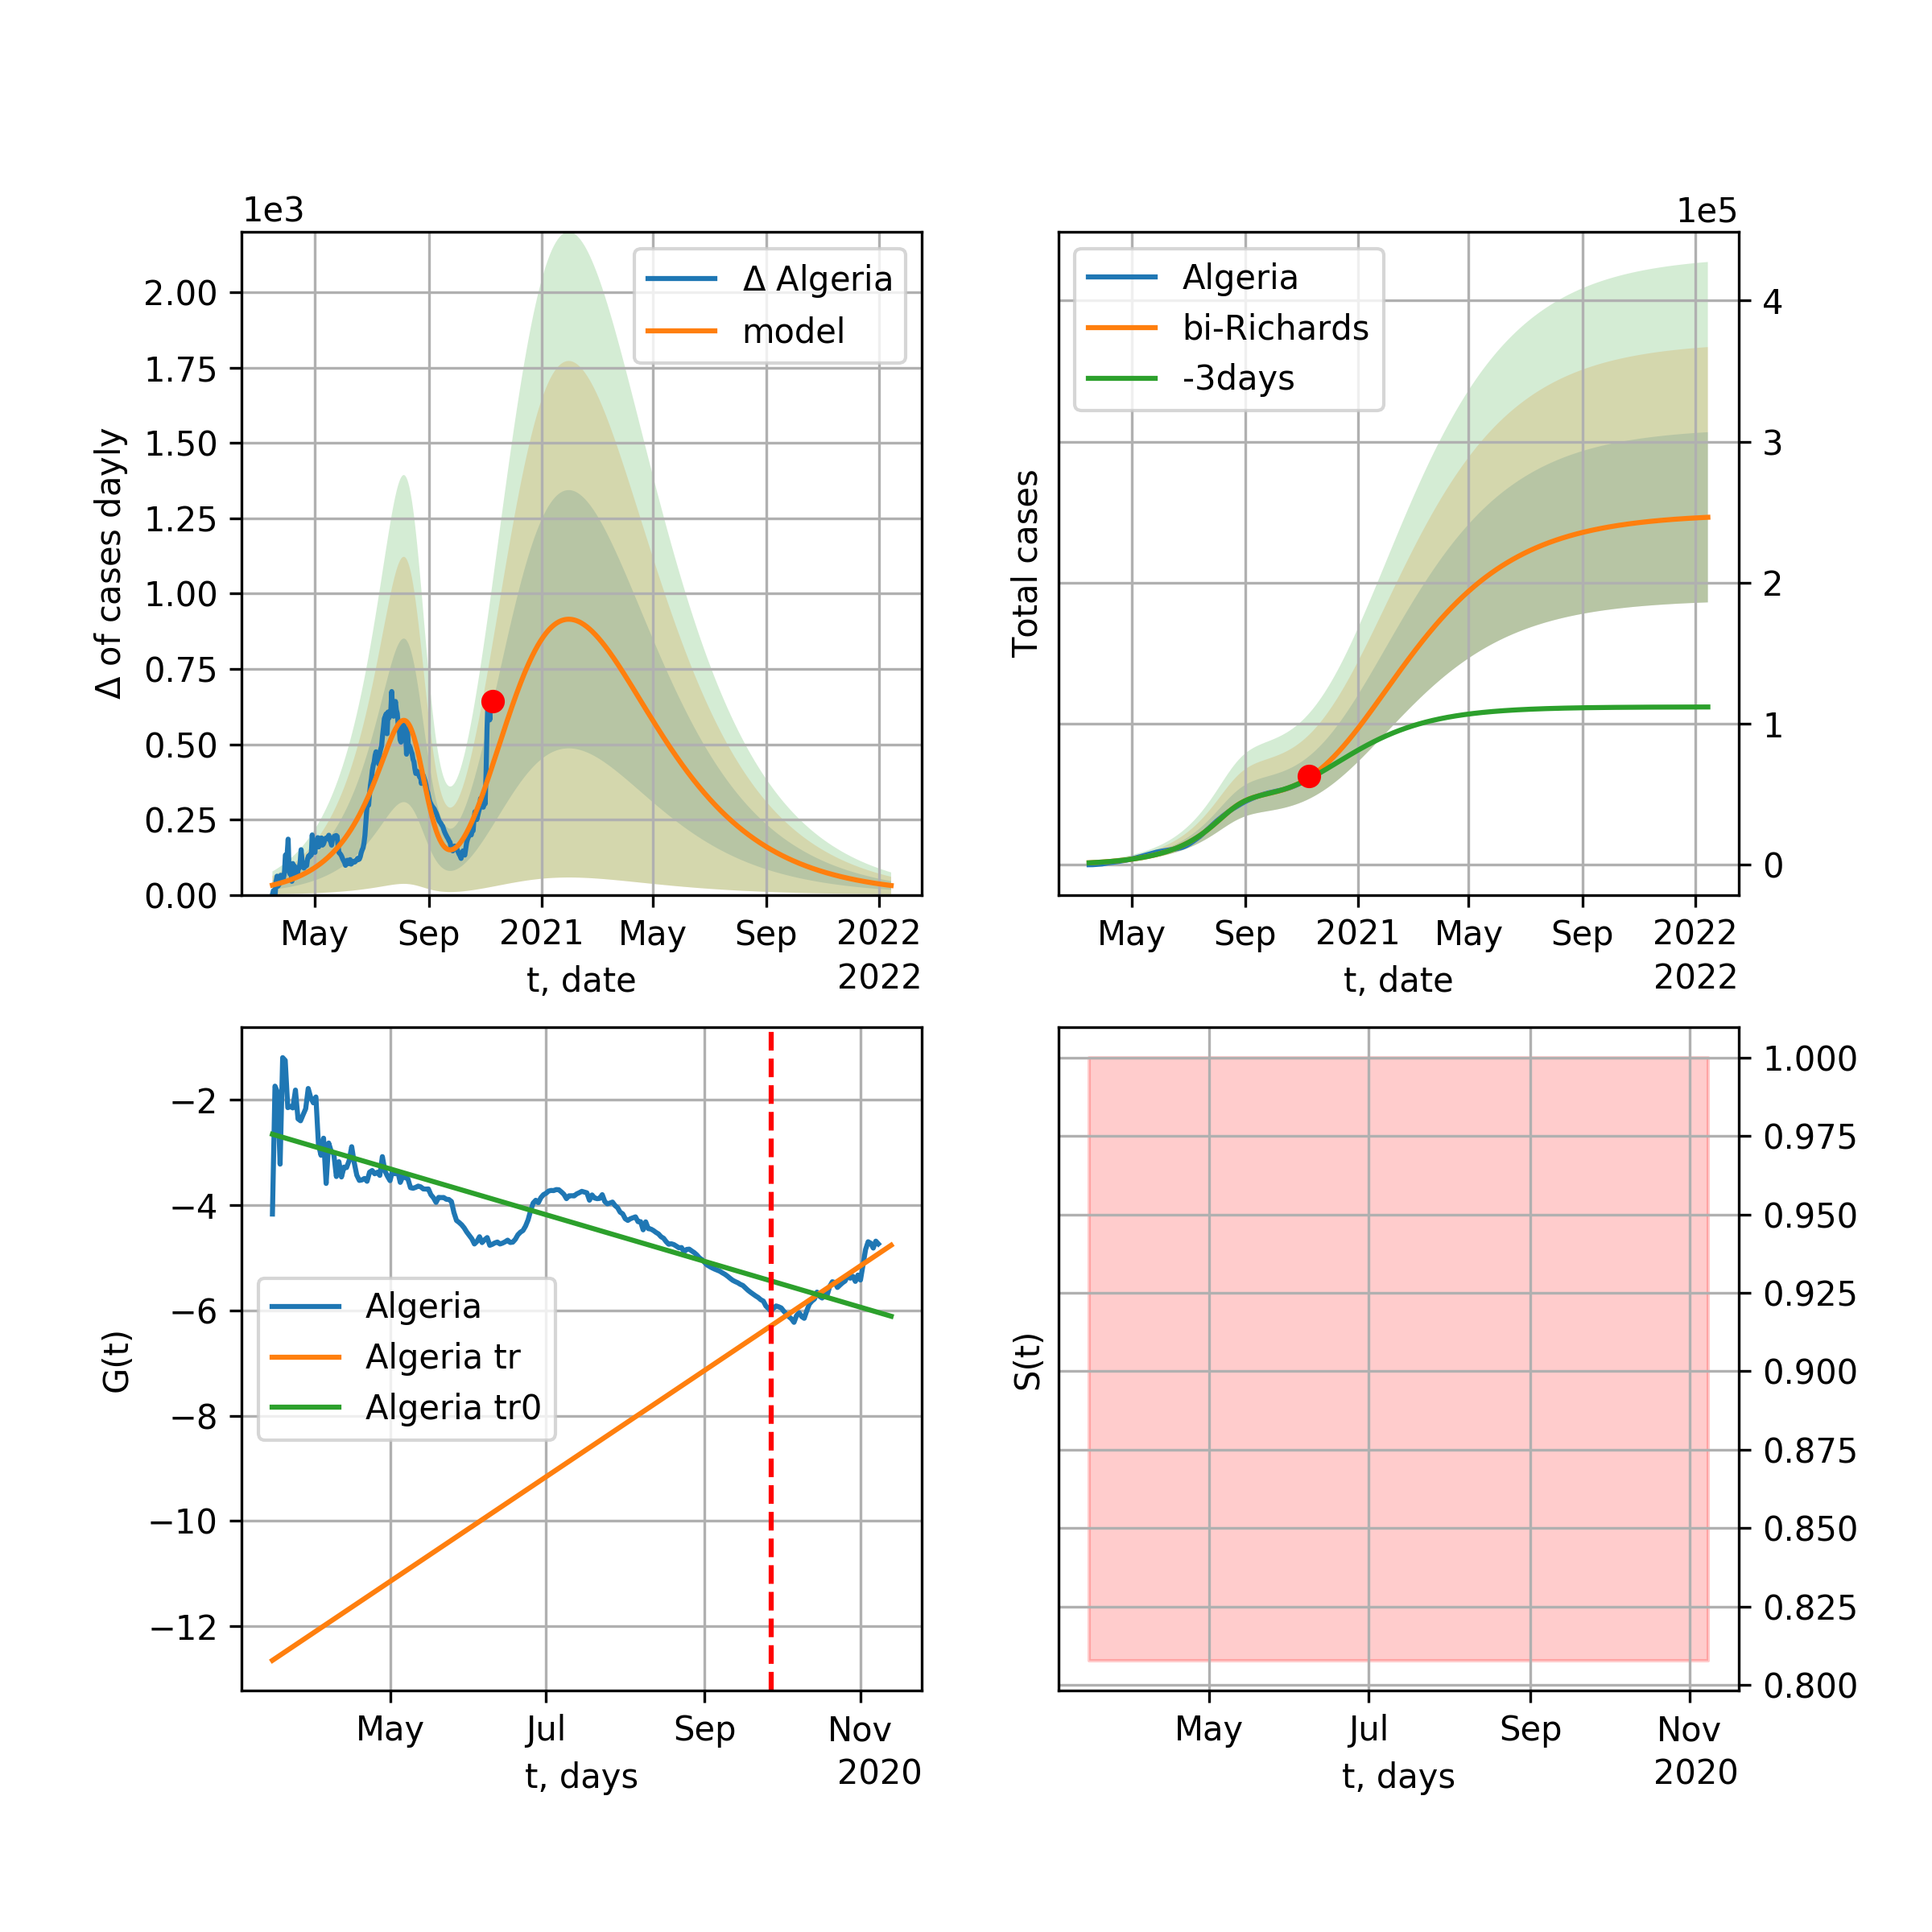 1e3
Δ of cases dayly
2.00
1.75
1.50
1.25
1.00
0.75
0.50
0.25
0.00
Δ Algeria
model
May Sep 2021 May Sep 2022
t, date 2022
1e5
Total cases
Algeria
bi-Richards
-3days
4
3
2
1
0
May Sep 2021 May Sep 2022
t, date 2022
G(t)
−2
−4
−6
−8
−10
−12
Algeria
Algeria tr
Algeria tr0
May Jul Sep Nov
t, days 2020
S(t)
1.000
0.975
0.950
0.925
0.900
0.875
0.850
0.825
0.800
May Jul Sep Nov
t, days 2020